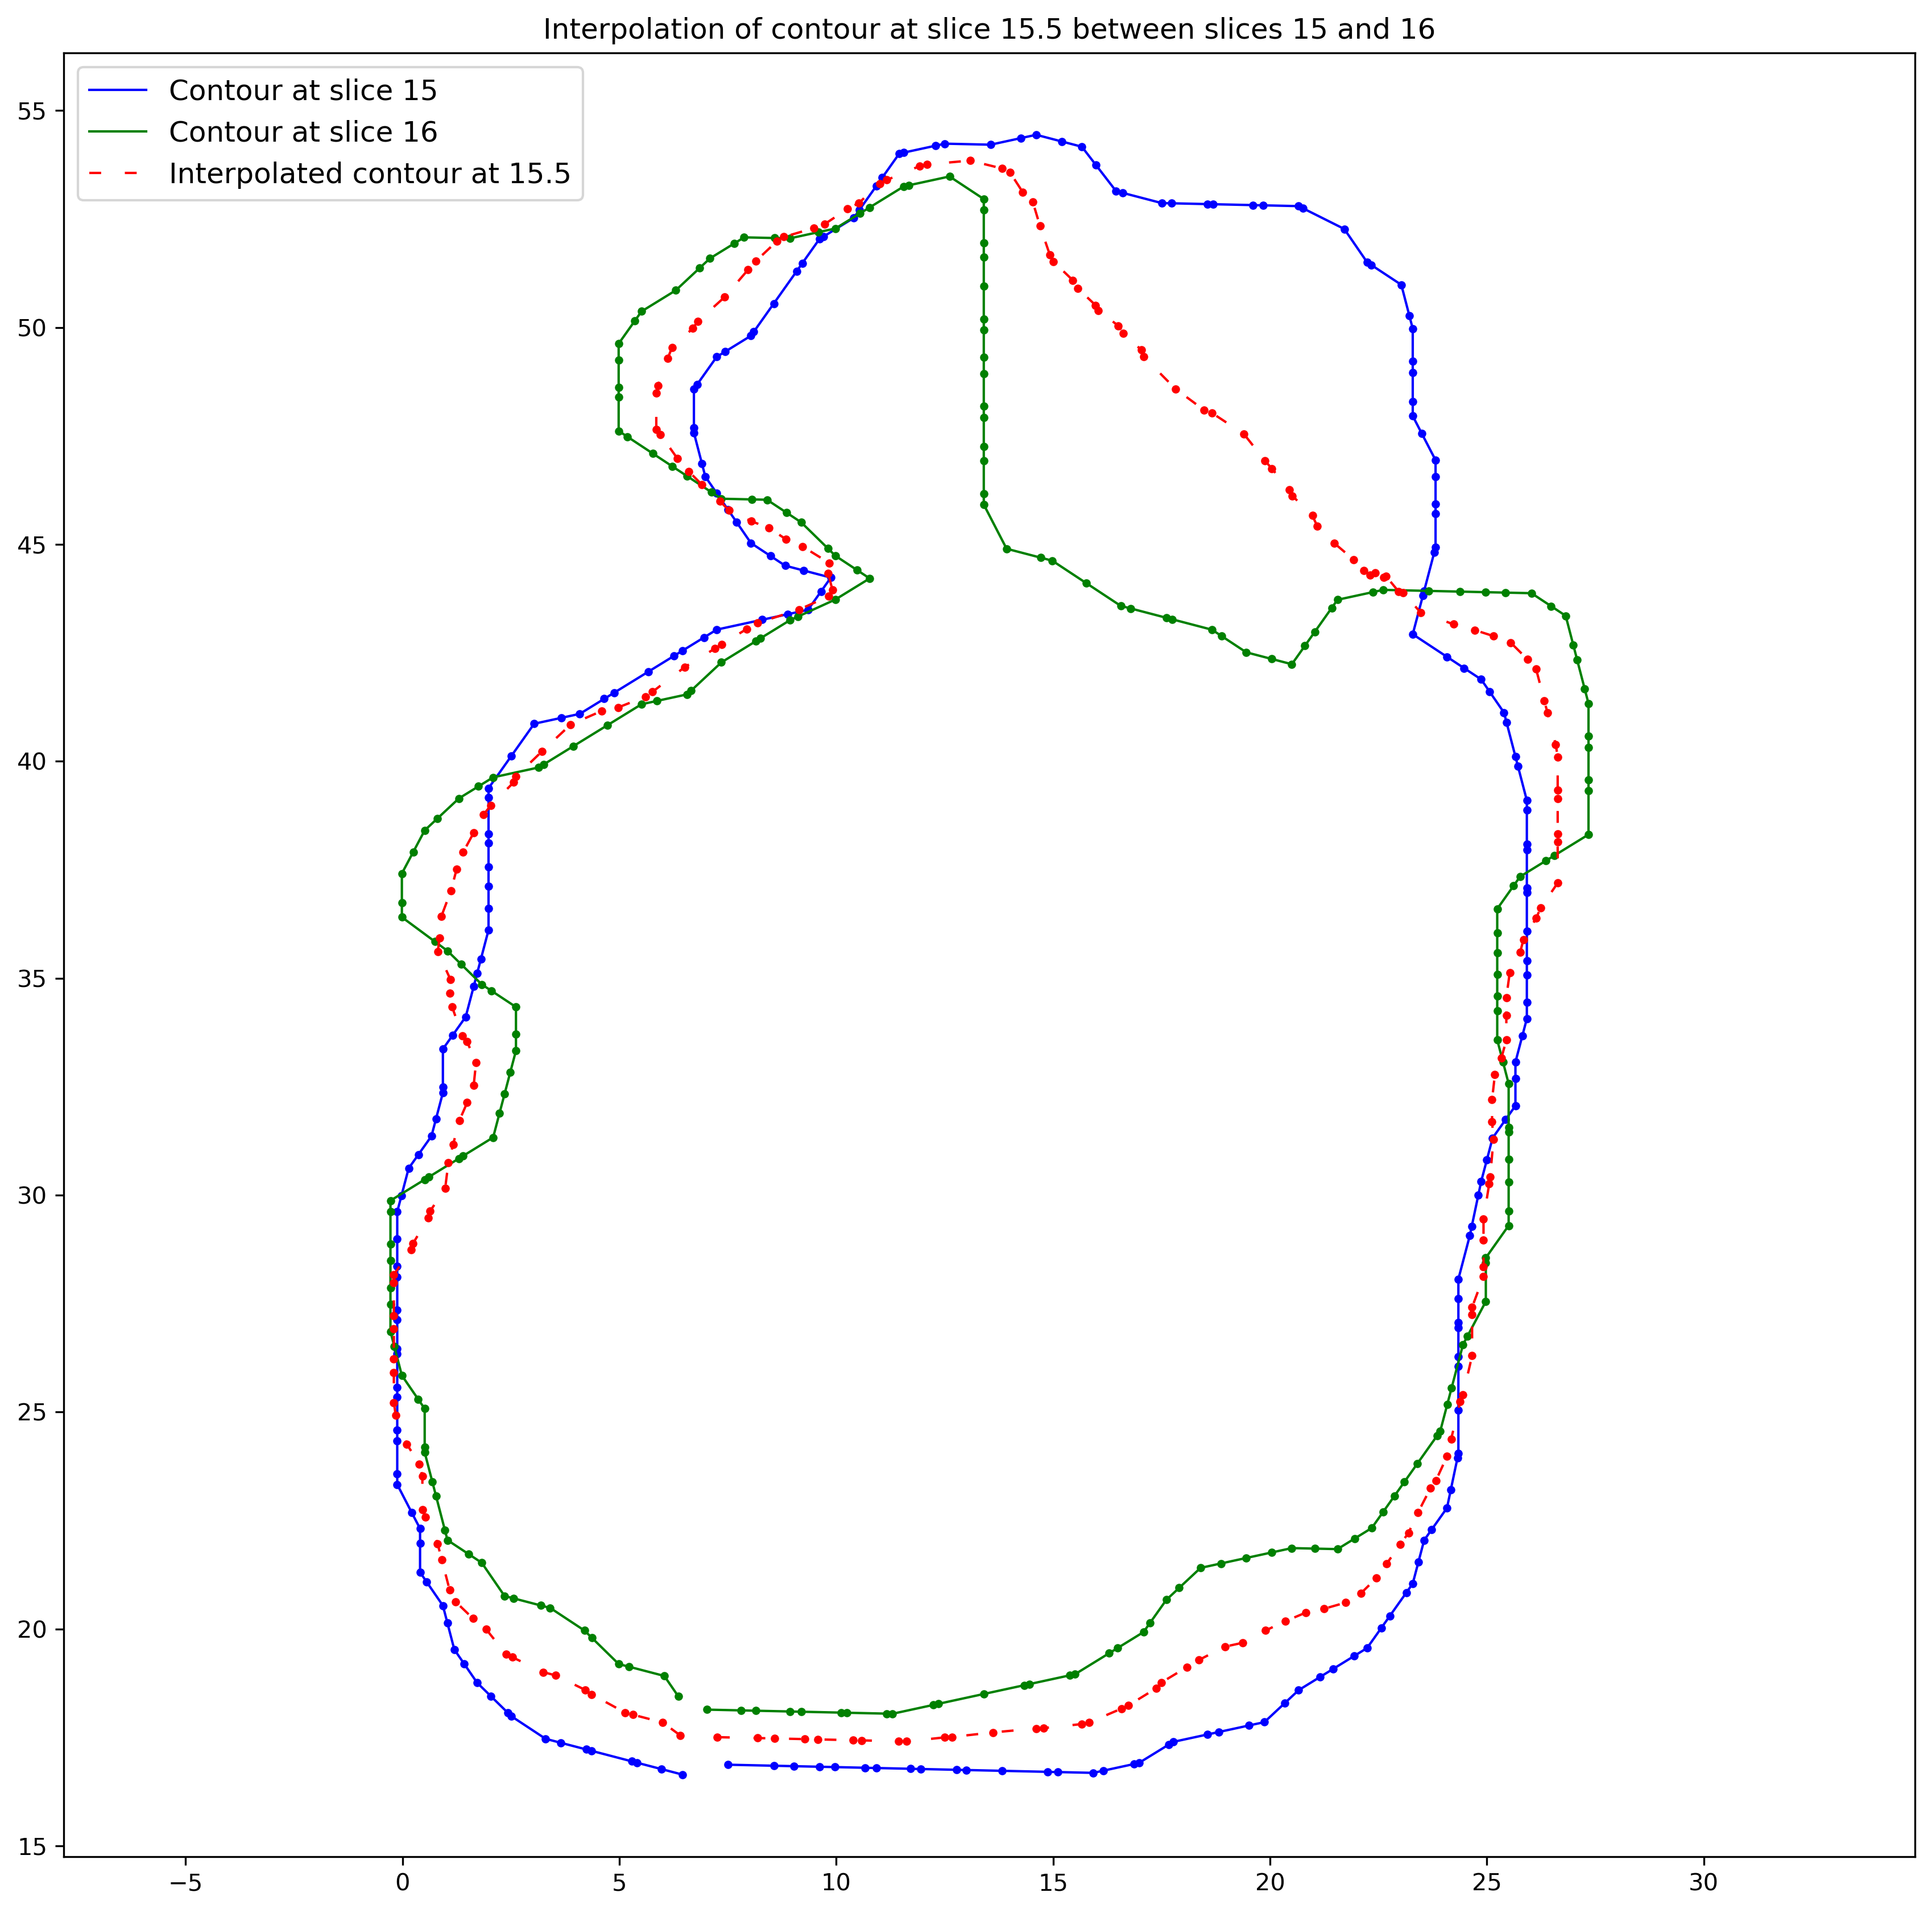 Interpolation of contour at slice 15.5 between slices 15 and 16
Contour at slice 15
Contour at slice 16
Interpolated contour at 15.5
55
50
45
40
35
30
25
20
15
−5 0 5 10 15 20 25 30